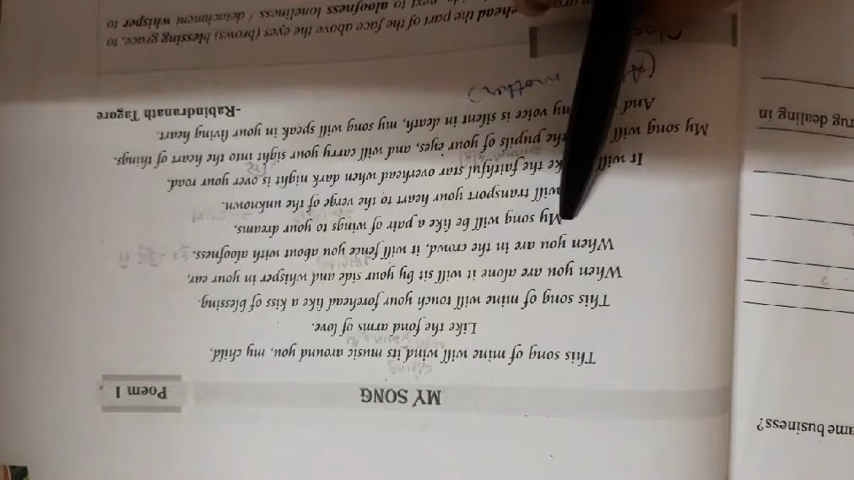 Poem 1
MY SONG
This song of mine will wind its music around you, my child,
Like the fond arms of love.
This song of mine will touch your forehead like a kiss of blessing.
When you are alone it will sit by your side and whisper in your ear,
When you are in the crowd, it will fence you about with aloofness.
My song will be like a pair of wings to your dreams,
will transport your heart to the verge of the unknown.
It will the faithful star overhead when dark night is over your road.
My song will the pupils of your eyes, and will carry your sight into the heart of things.
And my voice is silent in death, my song will speak in your living heart.
-Rabindranath Tagore
mother)
the part of the face above the eyes (brows) blessing grace, to
next to aloofness loneliness / detachment whisper to
rug dealing in
ame business?